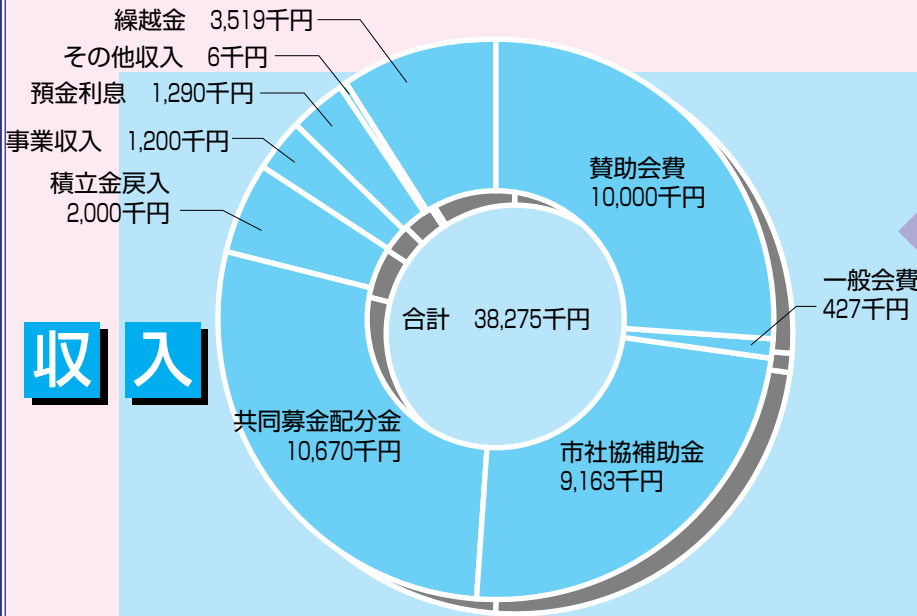 収入
繰越金 3,519千円
その他収入 6千円
預金利息 1,290千円
事業収入 1,200千円
積立金戻入
2,000千円
賛助会費
10,000千円
一般会費
427千円
合計 38,275千円
共同募金配分金
10,670千円
市社協補助金
9,163千円